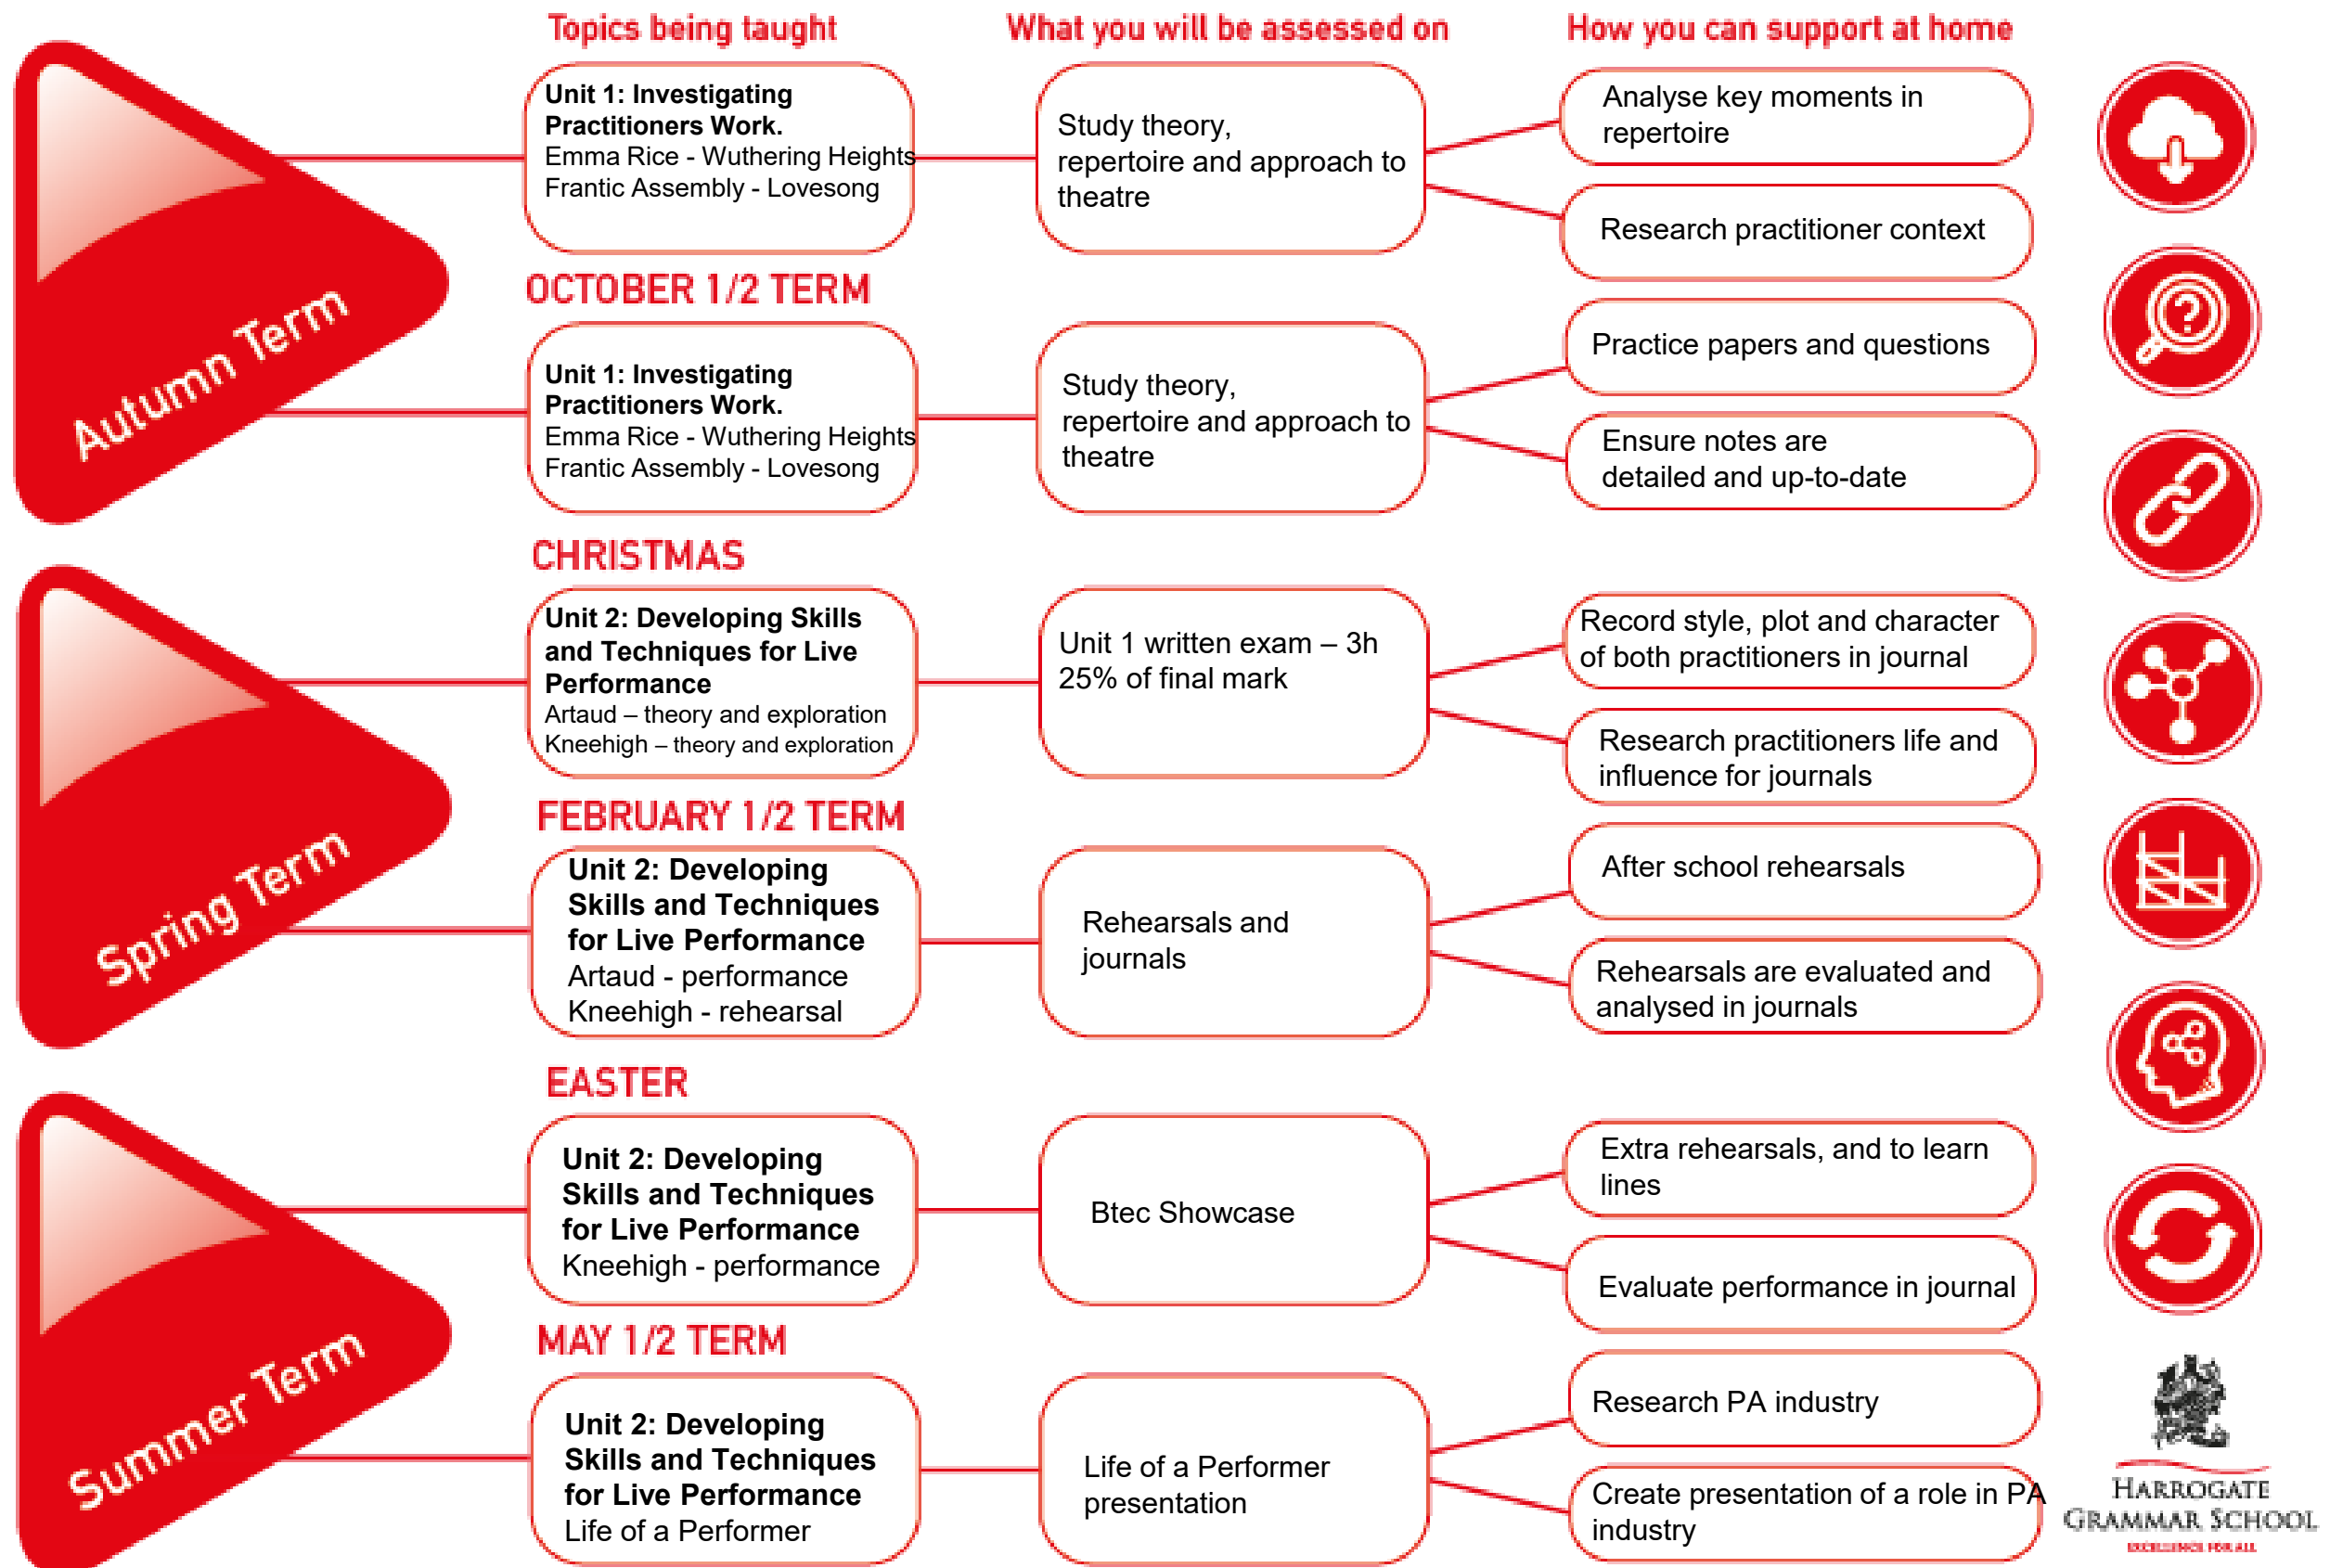 Topics being taught
What you will be assessed on
How you can support at home
Autumn Term
Unit 1: Investigating
Practitioners Work.
Emma Rice - Wuthering Heights
Frantic Assembly - Lovesong
Study theory,
repertoire and approach to
theatre
Analyse key moments in
repertoire
Research practitioner context
OCTOBER 1/2 TERM
Unit 1: Investigating
Practitioners Work.
Emma Rice - Wuthering Heights
Frantic Assembly - Lovesong
Study theory,
repertoire and approach to
theatre
Practice papers and questions
Ensure notes are
detailed and up-to-date
CHRISTMAS
Spring Term
Unit 2: Developing Skills
and Techniques for Live
Performance
Artaud – theory and exploration
Kneehigh – theory and exploration
Unit 1 written exam – 3h
25% of final mark
Record style, plot and character
of both practitioners in journal
Research practitioners life and
influence for journals
FEBRUARY 1/2 TERM
Unit 2: Developing
Skills and Techniques
for Live Performance
Artaud - performance
Kneehigh - rehearsal
Rehearsals and
journals
After school rehearsals
Rehearsals are evaluated and
analysed in journals
EASTER
Summer Term
Unit 2: Developing
Skills and Techniques
for Live Performance
Kneehigh - performance
Btec Showcase
Extra rehearsals, and to learn
lines
Evaluate performance in journal
MAY 1/2 TERM
Unit 2: Developing
Skills and Techniques
for Live Performance
Life of a Performer
Life of a Performer
presentation
Research PA industry
Create presentation of a role in PA
industry
?
HARROGATE
GRAMMAR SCHOOL
EXCELLENCE FOR ALL